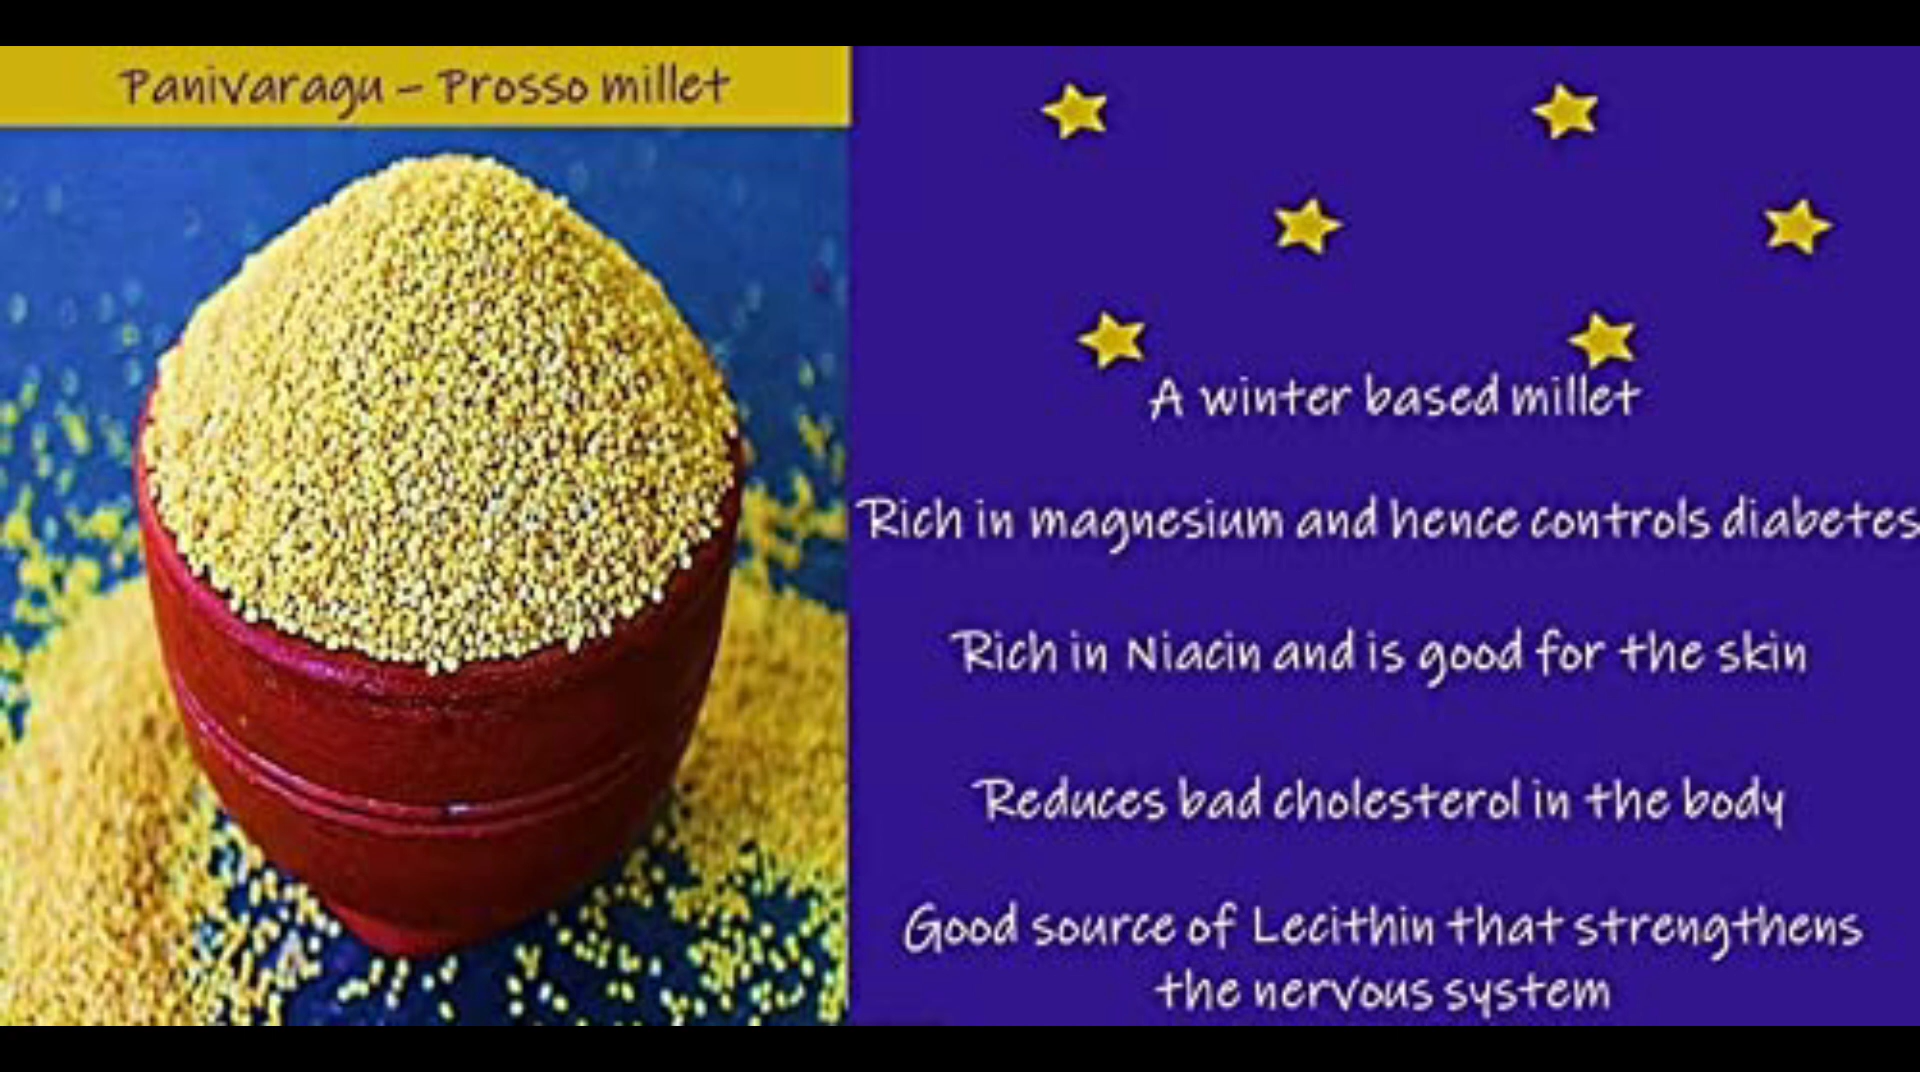 Panivaragu – Prosso millet
A winter based millet
Rich in magnesium and hence controls diabetes
Rich in Niacin and is good for the skin
Reduces bad cholesterol in the body
Good source of Lecithin that strengthens
the nervous system